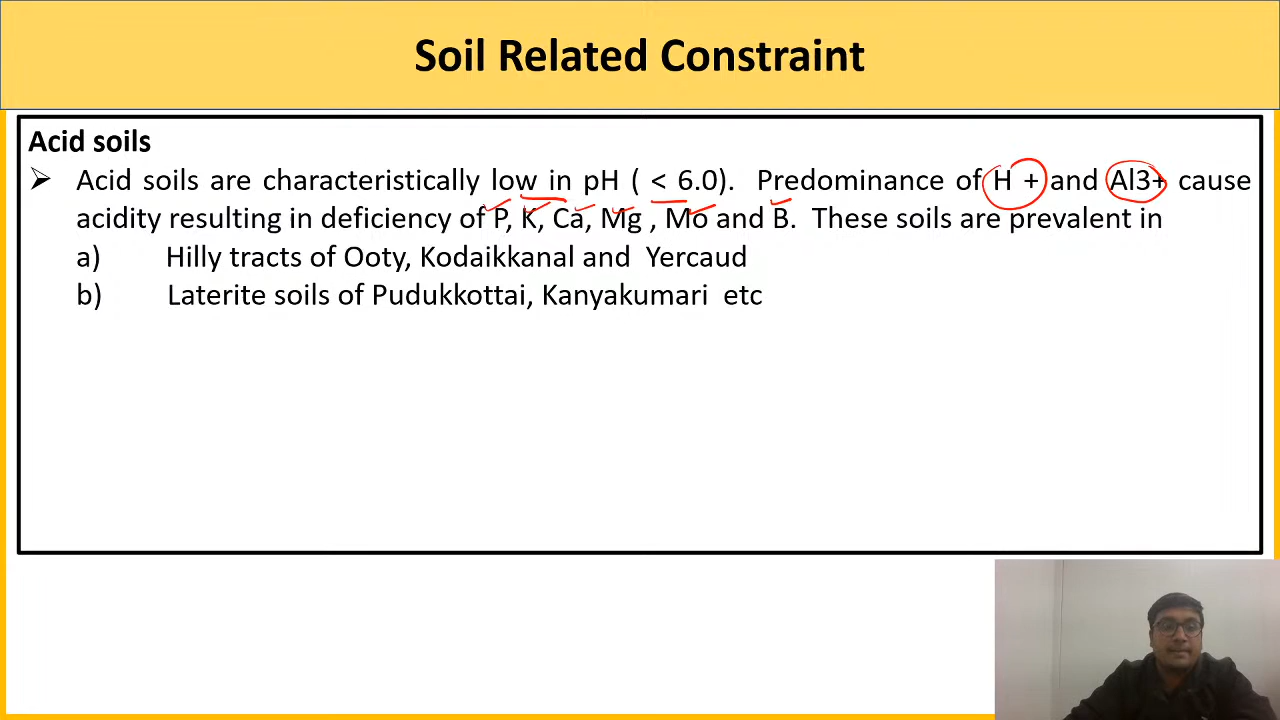 Soil Related Constraint
Acid soils
➢ Acid soils are characteristically low in pH ( < 6.0). Predominance of H + and Al3+ cause
acidity resulting in deficiency of P, K, Ca, Mg , Mo and B. These soils are prevalent in
a) Hilly tracts of Ooty, Kodaikkanal and Yercaud
b) Laterite soils of Pudukkottai, Kanyakumari etc